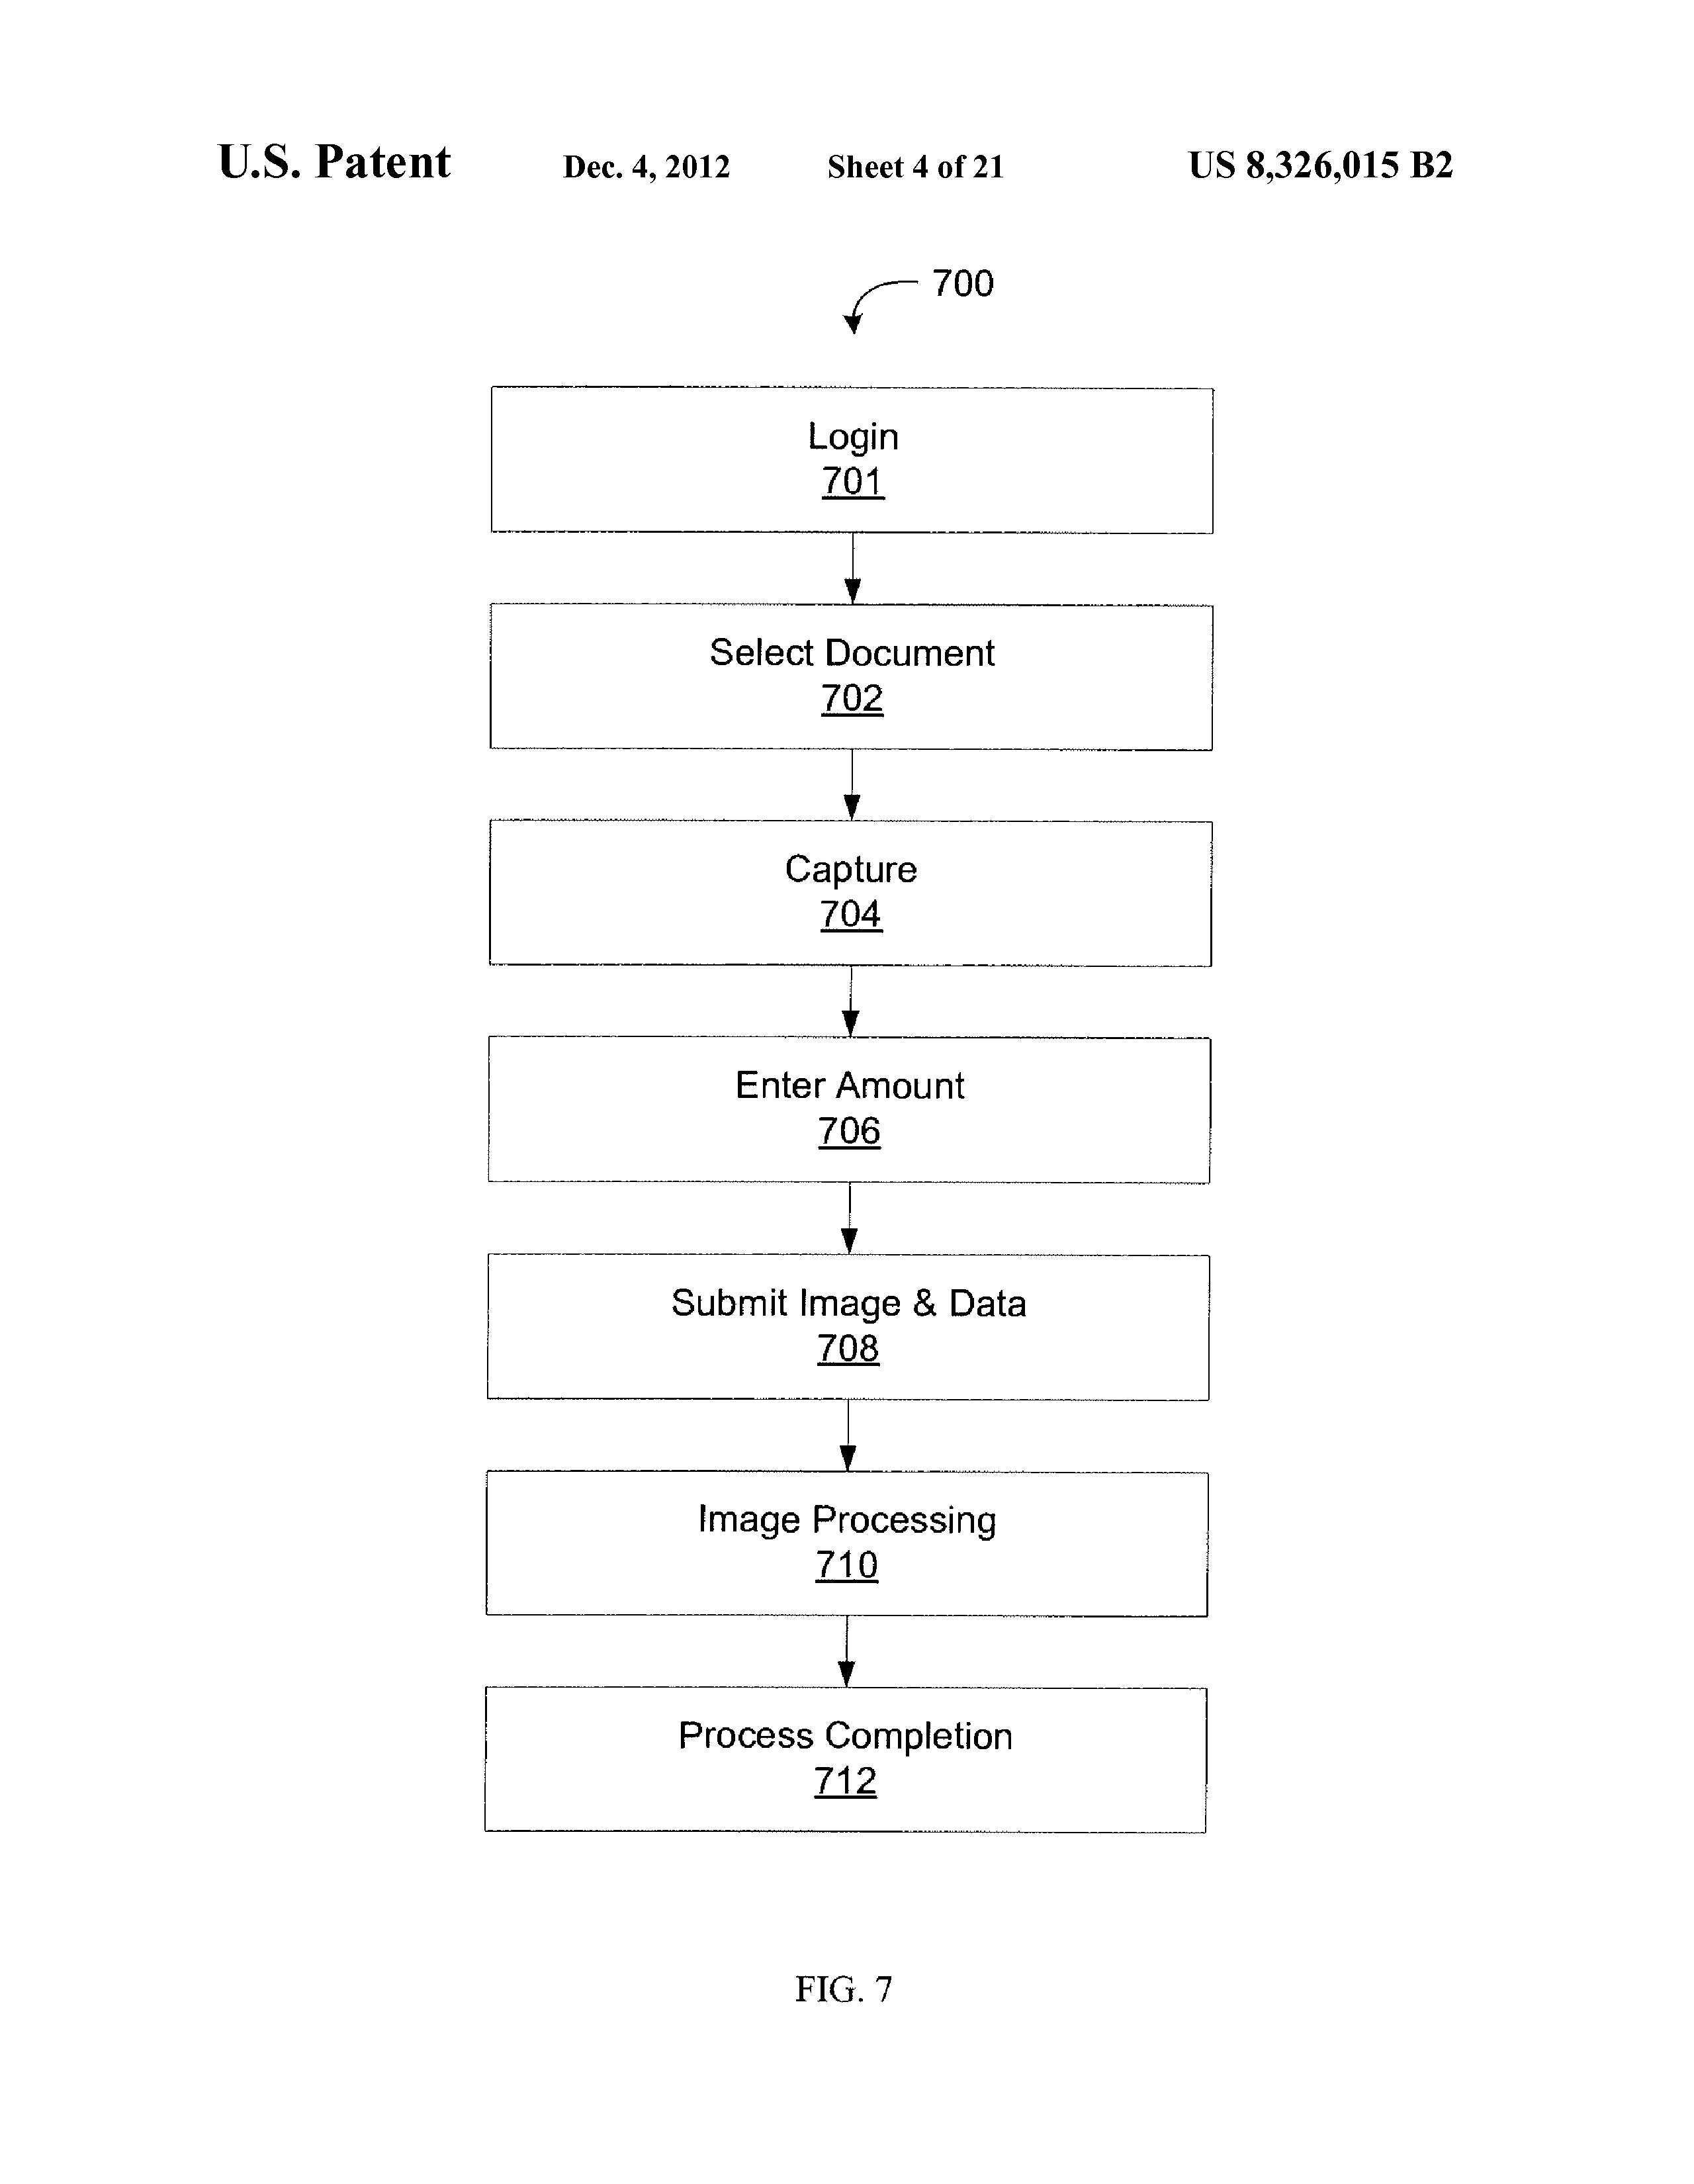 U.S. Patent Dec. 4, 2012 Sheet 4 of 21 US 8,326,015 B2
700
Login
701
Select Document
702
Capture
704
Enter Amount
706
Submit Image & Data
708
Image Processing
710
Process Completion
712
FIG. 7